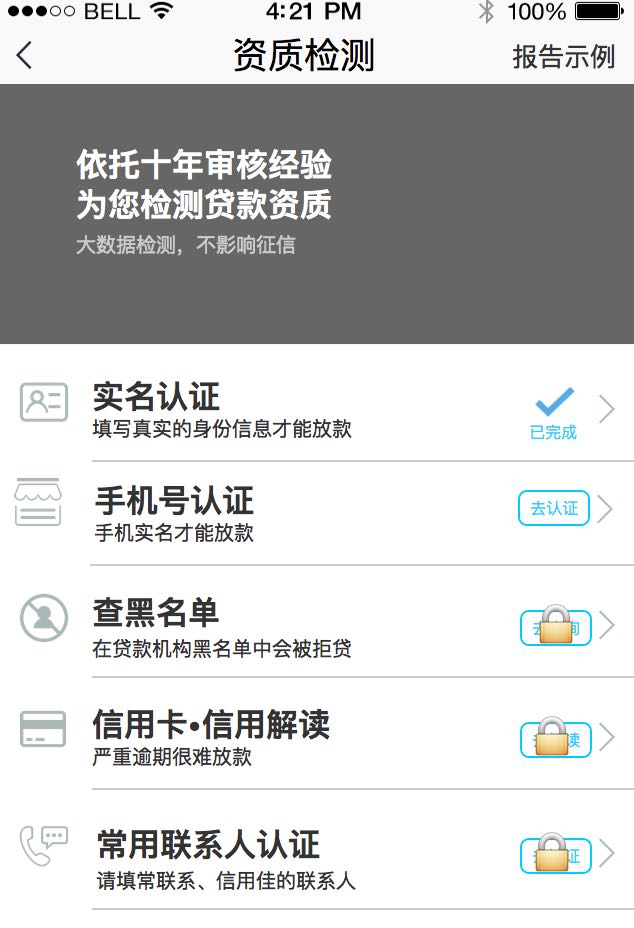 BELL 4:21 PM 100%
资质检测 报告示例
依托十年审核经验
为您检测贷款资质
大数据检测，不影响征信
实名认证
填写真实的身份信息才能放款
已完成
手机号认证
手机实名才能放款
去认证
查黑名单
在贷款机构黑名单中会被拒贷
信用卡•信用解读
严重逾期很难放款
读
常用联系人认证
请填常联系、信用佳的联系人
证